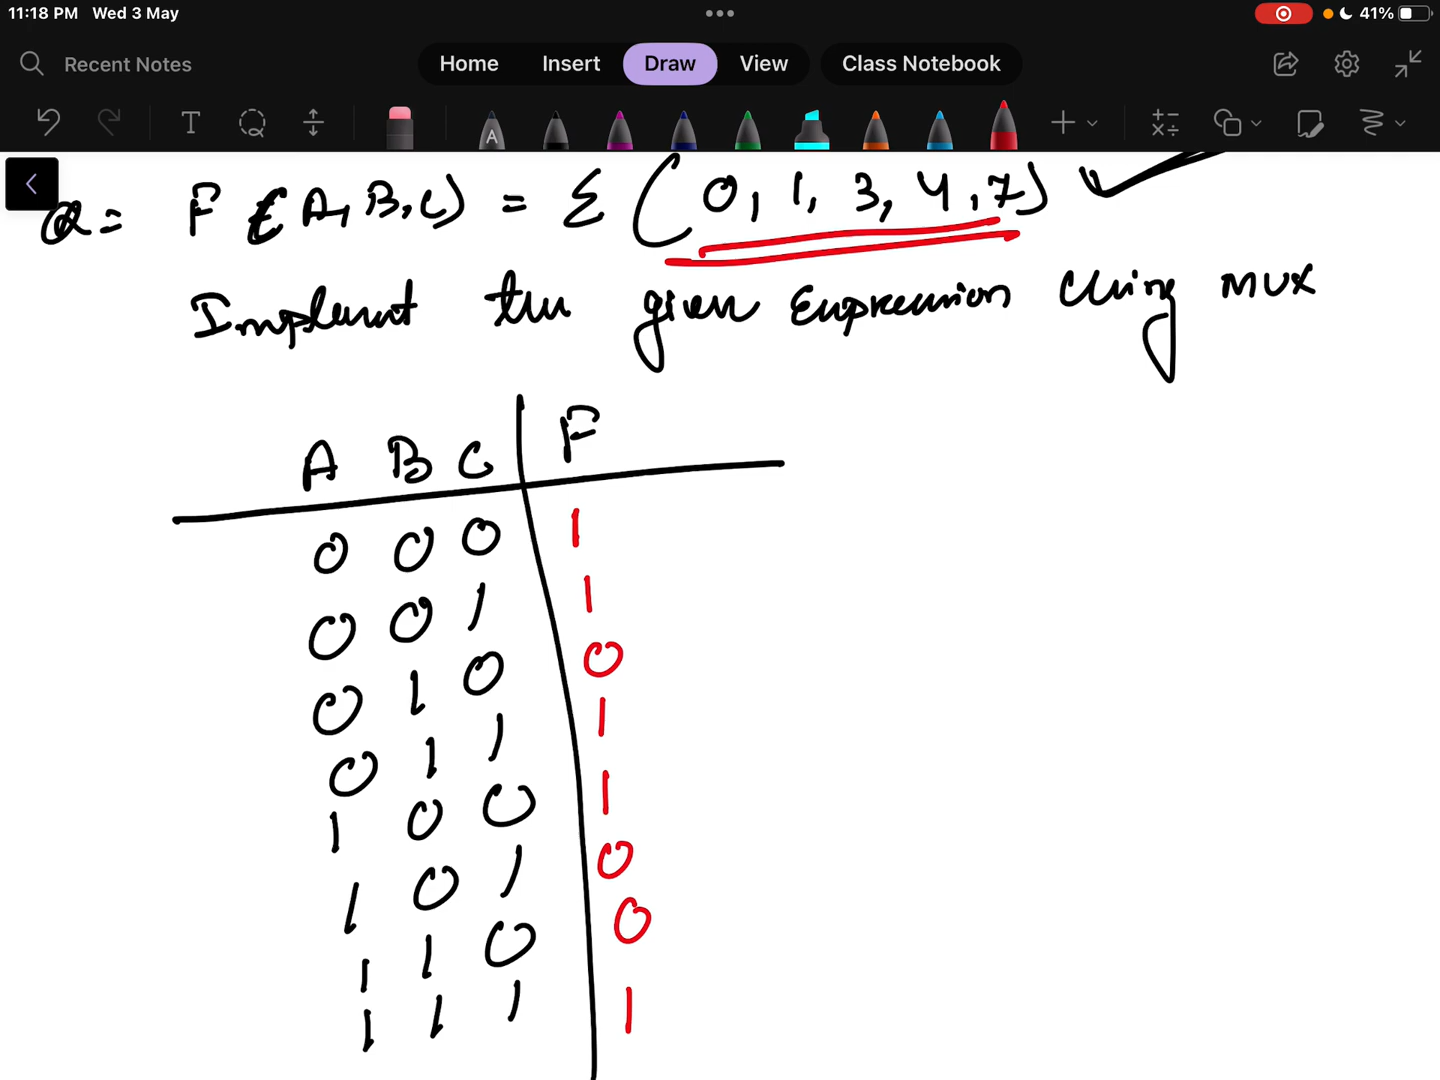 11:18 PM Wed 3 May
41%
Recent Notes Home Insert Draw View Class Notebook
T A
Q= F (A, B, C) = Σ ( 0, 1, 3, 4, 7)
Implement the given Expression Using MUX
A B C F
0 0 0 1
0 0 1 1
0 1 0 0
0 1 1 1
1 0 0 1
1 0 1 0
1 1 0 0
1 1 1 1